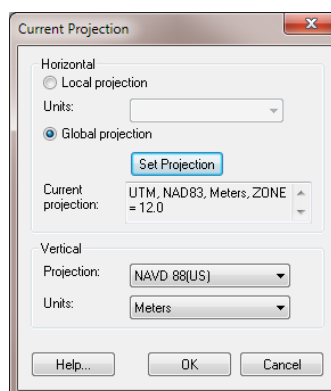 Current Projection
Horizontal
Local projection
Units:
Global projection
Set Projection
Current projection:
UTM, NAD83, Meters, ZONE
= 12.0
Vertical
Projection:
NAVD 88(US)
Units:
Meters
Help...
OK
Cancel